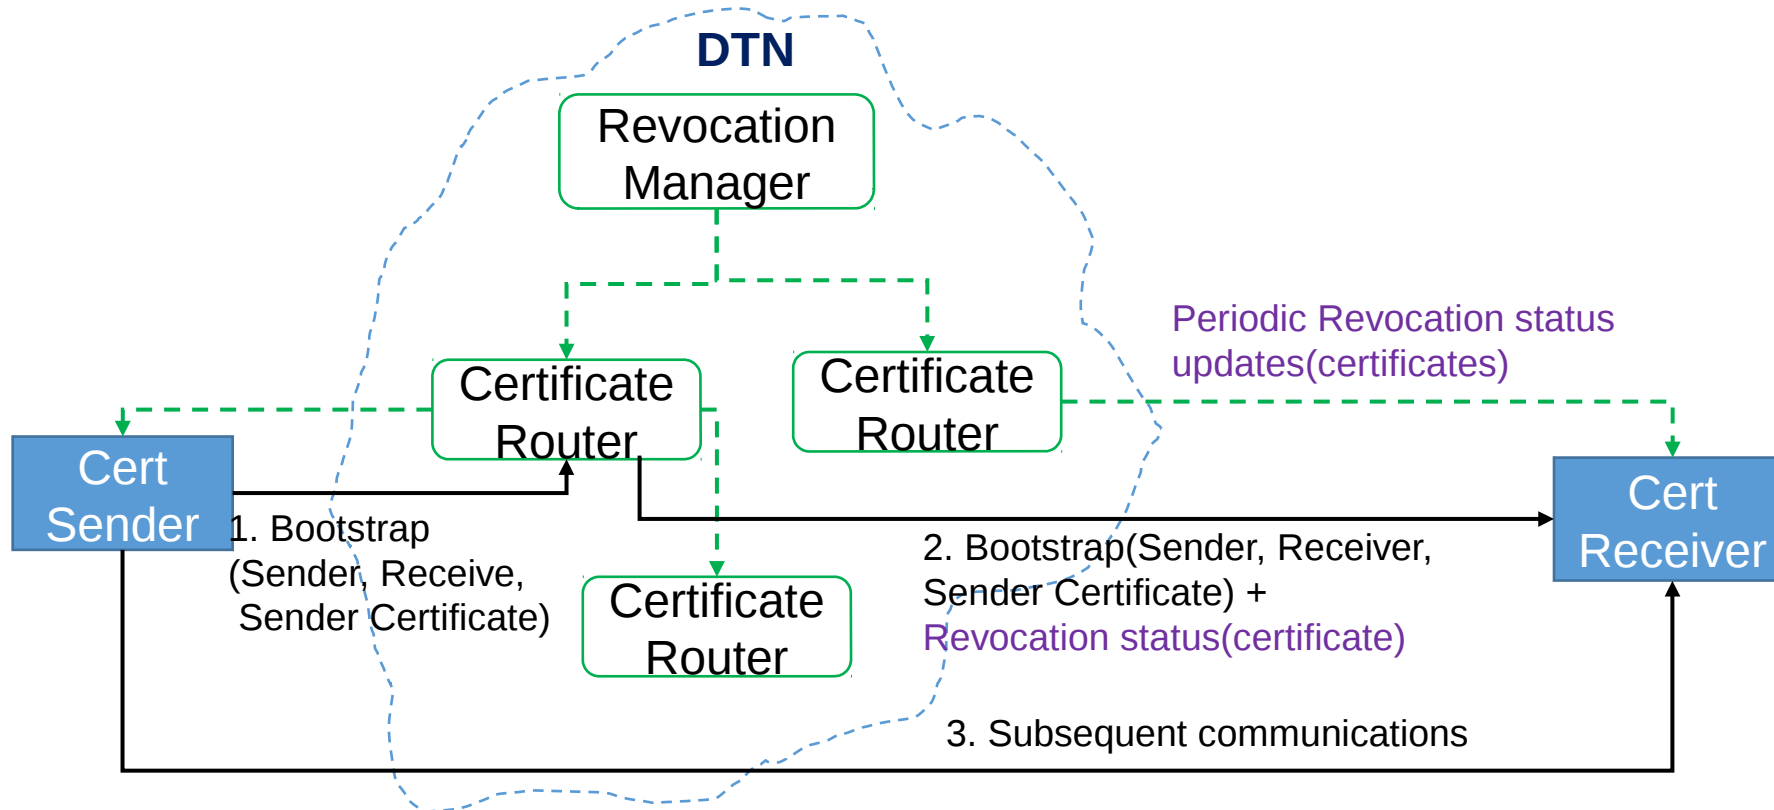 DTN
Revocation
Manager
Periodic Revocation status
updates(certificates)
Certificate
Router
Certificate
Router
Cert
Sender
Cert
Receiver
1. Bootstrap
(Sender, Receive,
Sender Certificate)
2. Bootstrap(Sender, Receiver,
Sender Certificate) +
Revocation status(certificate)
Certificate
Router
3. Subsequent communications